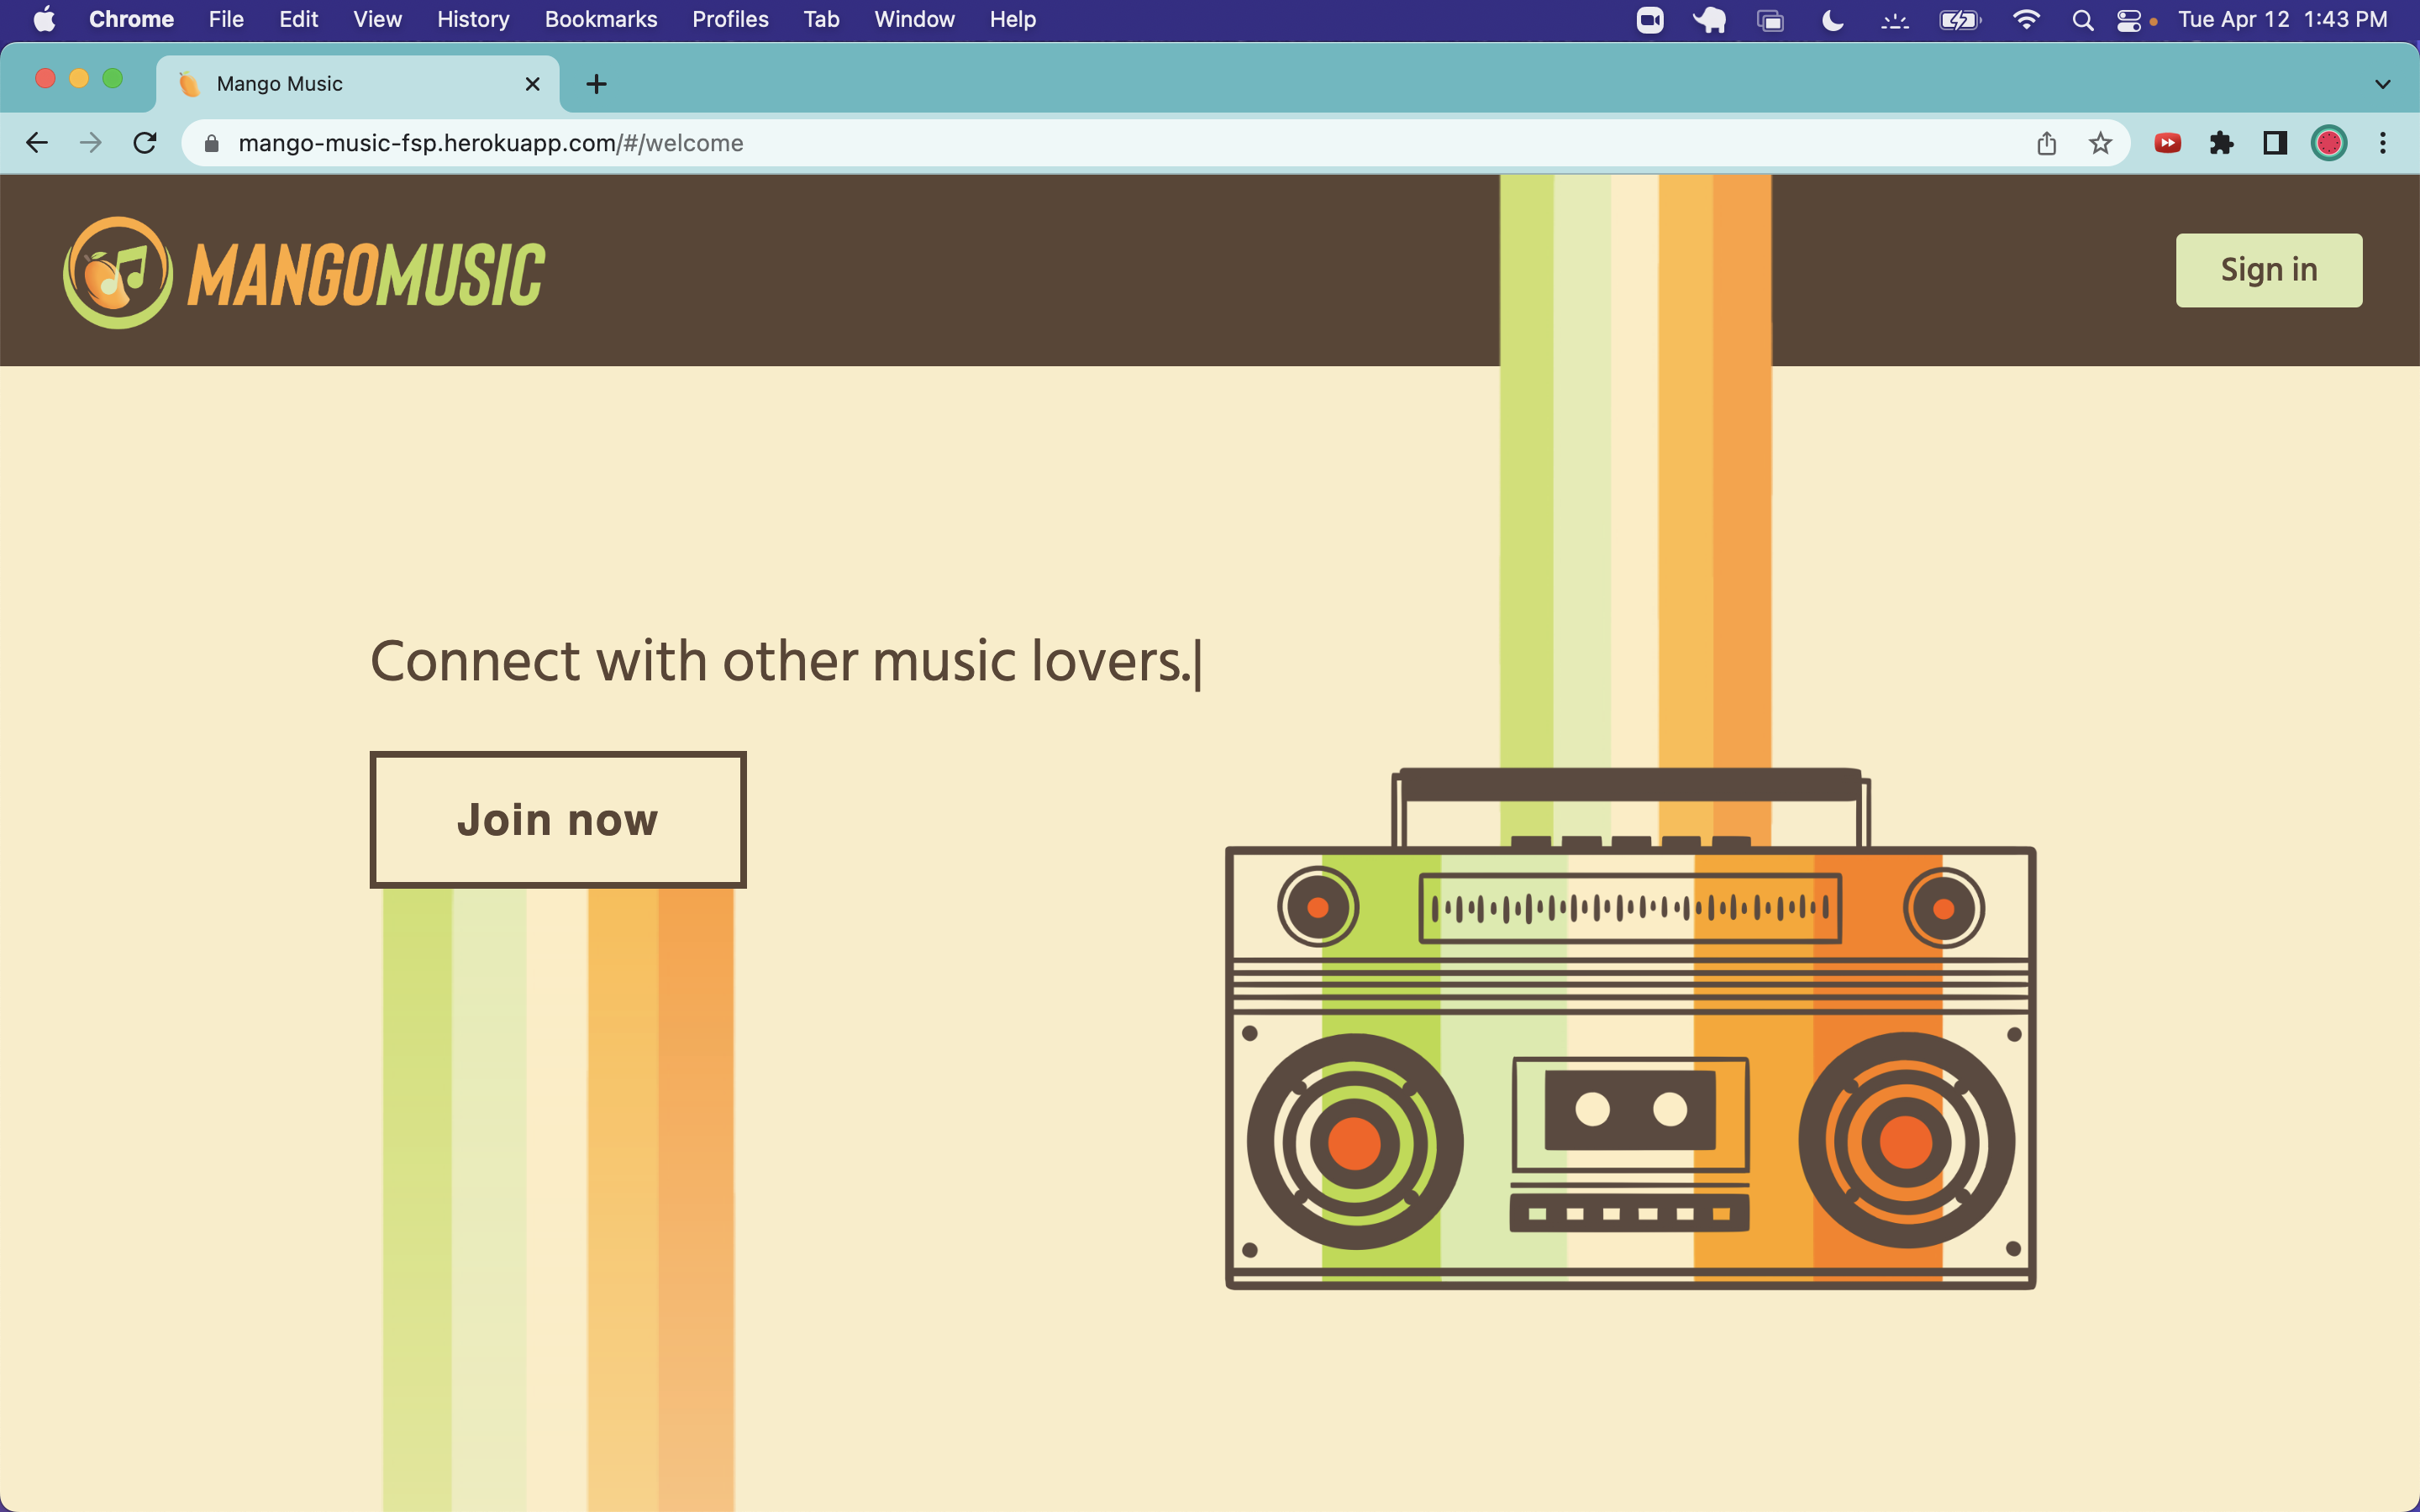 Chrome File Edit View History Bookmarks Profiles Tab Window Help Tue Apr 12 1:43 PM
Mango Music
mango-music-fsp.herokuapp.com/#/welcome
MANGOMUSIC
Sign in
Connect with other music lovers.
Join now